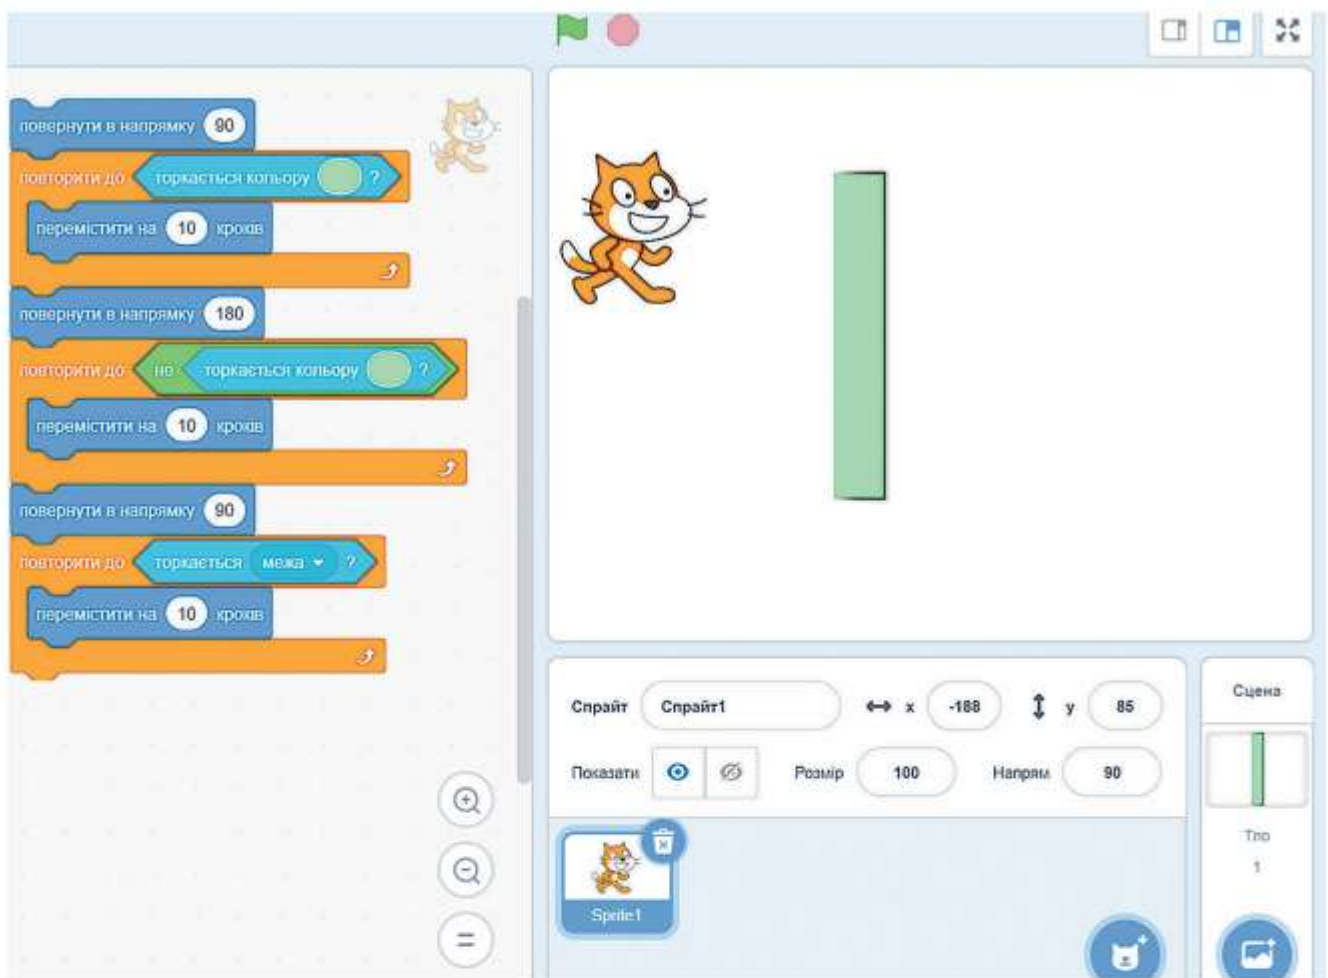 повернути в напрямку 90
повторити до торкається кольору ?
перемістити на 10 кроків
повернути в напрямку 180
повторити до не торкається кольору ?
перемістити на 10 кроків
повернути в напрямку 90
повторити до торкається межа ?
перемістити на 10 кроків
Спрайт Спрайт1 x -188 y 85
Показати Розмір 100 Напрям 90
Sprite1
Сцена
Тло
1